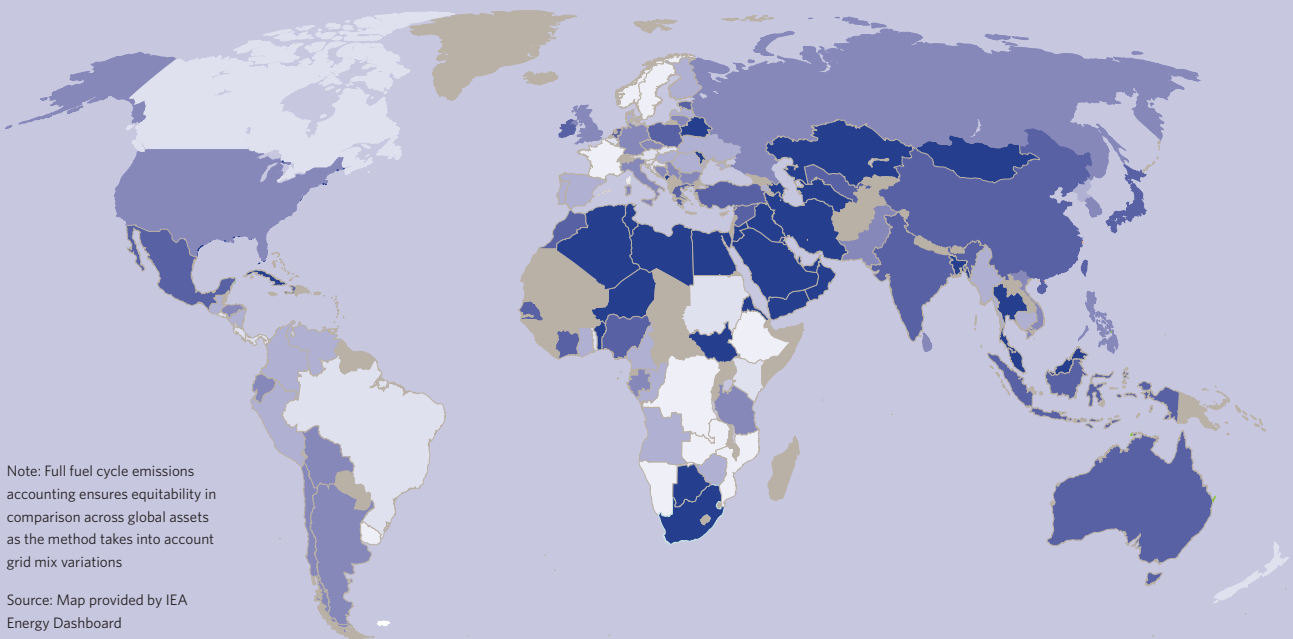 Note: Full fuel cycle emissions
accounting ensures equitability in
comparison across global assets
as the method takes into account
grid mix variations
Source: Map provided by IEA
Energy Dashboard